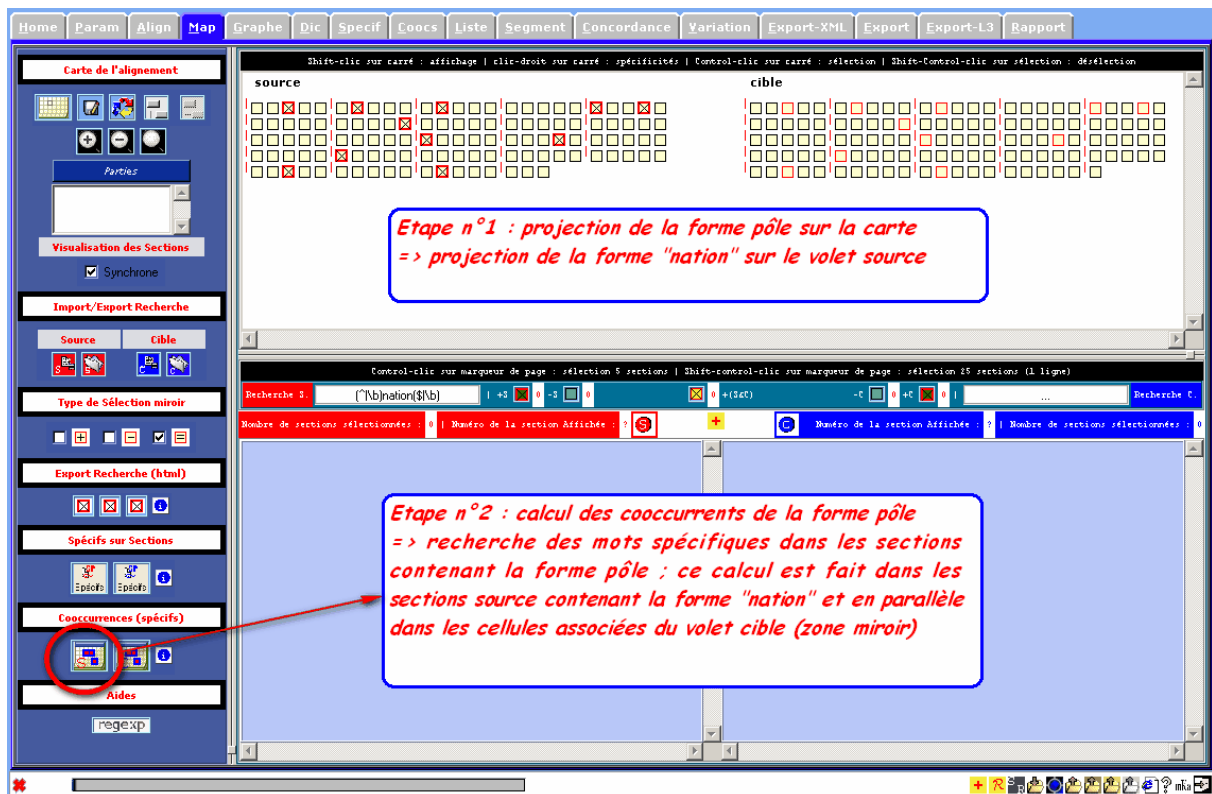 Home Param Align Map Graphe Dic Specif Coocs Liste Segment Concordance Variation Export-XML Export Export-L3 Rapport
Carte de l'alignement
Parties
Visualisation des Sections
Synchrone
Import/Export Recherche
Source Cible
Type de Sélection miroir
Export Recherche (html)
Spécifs sur Sections
Spécifs Spécifs
Cooccurrences (spécifs)
Aides
regexp
Shift-clic sur carré : affichage | clic-droit sur carré : spécificités | Control-clic sur carré : sélection | Shift-Control-clic sur sélection : désélection
source cible
Etape n°1 : projection de la forme pôle sur la carte
=> projection de la forme "nation" sur le volet source
Control-clic sur marqueur de page : sélection 5 sections | Shift-control-clic sur marqueur de page : sélection 25 sections (1 ligne)
Recherche S. (^|\b)nation($|\b) | +S 0 -S 0 0 +(S&C) -C 0 +C 0 | ... Recherche C.
Nombre de sections sélectionnées : 0 | Numéro de la section Affichée : ? S + C Numéro de la section Affichée : ? | Nombre de sections sélectionnées : 0
Etape n°2 : calcul des cooccurrents de la forme pôle
=> recherche des mots spécifiques dans les sections
contenant la forme pôle ; ce calcul est fait dans les
sections source contenant la forme "nation" et en parallèle
dans les cellules associées du volet cible (zone miroir)